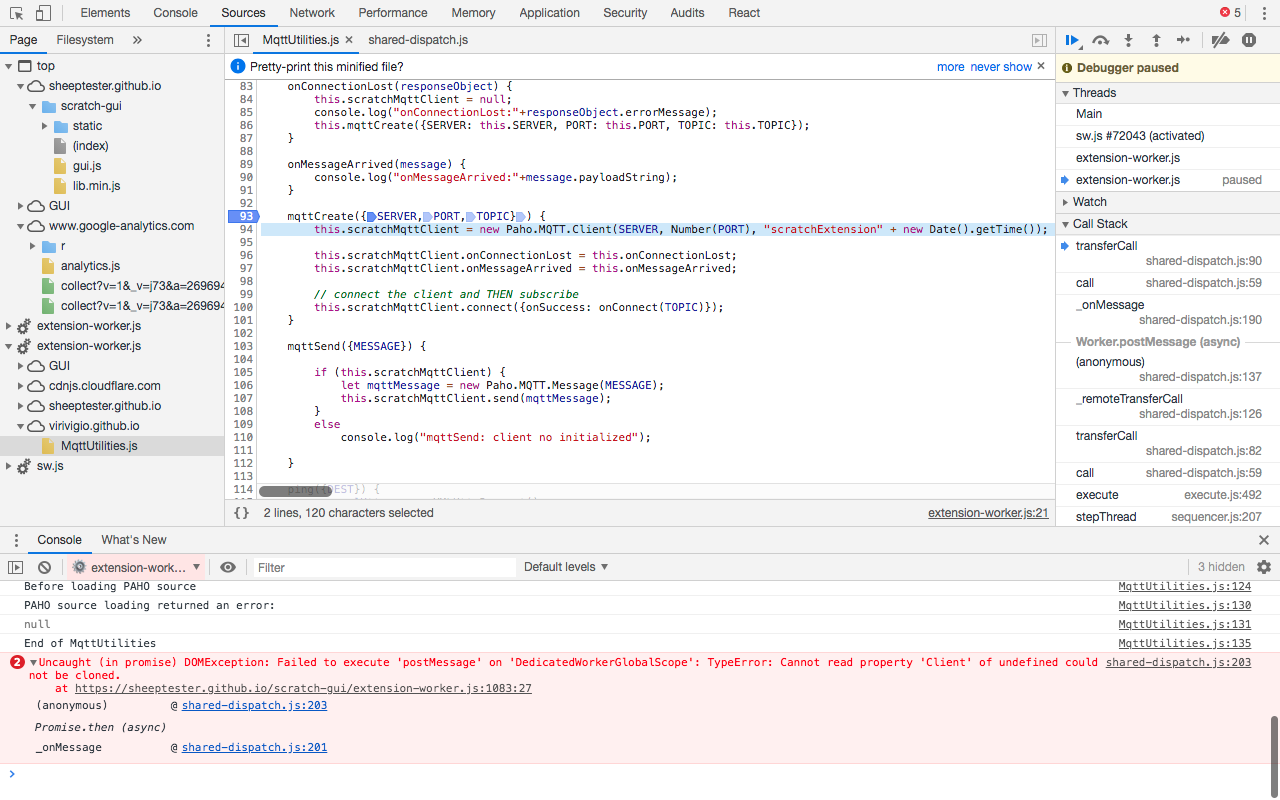 Elements Console Sources Network Performance Memory Application Security Audits React 5
Page Filesystem »
MqttUtilities.js × shared-dispatch.js
Pretty-print this minified file? more never show ×
Debugger paused
top
sheeptester.github.io
scratch-gui
static
(index)
gui.js
lib.min.js
GUI
www.google-analytics.com
r
analytics.js
collect?v=1&_v=j73&a=269694
collect?v=1&_v=j73&a=269694
extension-worker.js
extension-worker.js
GUI
cdnjs.cloudflare.com
sheeptester.github.io
virivigio.github.io
MqttUtilities.js
sw.js
83 onConnectionLost(responseObject) {
84 this.scratchMqttClient = null;
85 console.log("onConnectionLost:"+responseObject.errorMessage);
86 this.mqttCreate({SERVER: this.SERVER, PORT: this.PORT, TOPIC: this.TOPIC});
87 }
88
89 onMessageArrived(message) {
90 console.log("onMessageArrived:"+message.payloadString);
91 }
92
93 mqttCreate({SERVER, PORT, TOPIC}) {
94 this.scratchMqttClient = new Paho.MQTT.Client(SERVER, Number(PORT), "scratchExtension" + new Date().getTime());
95
96 this.scratchMqttClient.onConnectionLost = this.onConnectionLost;
97 this.scratchMqttClient.onMessageArrived = this.onMessageArrived;
98
99 // connect the client and THEN subscribe
100 this.scratchMqttClient.connect({onSuccess: onConnect(TOPIC)});
101 }
102
103 mqttSend({MESSAGE}) {
104
105 if (this.scratchMqttClient) {
106 let mqttMessage = new Paho.MQTT.Message(MESSAGE);
107 this.scratchMqttClient.send(mqttMessage);
108 }
109 else
110 console.log("mqttSend: client no initialized");
111
112 }
113
114 ping({DEST}) {
{} 2 lines, 120 characters selected extension-worker.js:21
Threads
Main
sw.js #72043 (activated)
extension-worker.js
extension-worker.js paused
Watch
Call Stack
transferCall
shared-dispatch.js:90
call shared-dispatch.js:59
_onMessage
shared-dispatch.js:190
Worker.postMessage (async)
(anonymous)
shared-dispatch.js:137
_remoteTransferCall
shared-dispatch.js:126
transferCall
shared-dispatch.js:82
call shared-dispatch.js:59
execute execute.js:492
stepThread sequencer.js:207
Console What's New ×
extension-work... Filter Default levels 3 hidden
Before loading PAHO source MqttUtilities.js:124
PAHO source loading returned an error: MqttUtilities.js:130
null MqttUtilities.js:131
End of MqttUtilities MqttUtilities.js:135
2 Uncaught (in promise) DOMException: Failed to execute 'postMessage' on 'DedicatedWorkerGlobalScope': TypeError: Cannot read property 'Client' of undefined could shared-dispatch.js:203
not be cloned.
at https://sheeptester.github.io/scratch-gui/extension-worker.js:1083:27
(anonymous) @ shared-dispatch.js:203
Promise.then (async)
_onMessage @ shared-dispatch.js:201
>